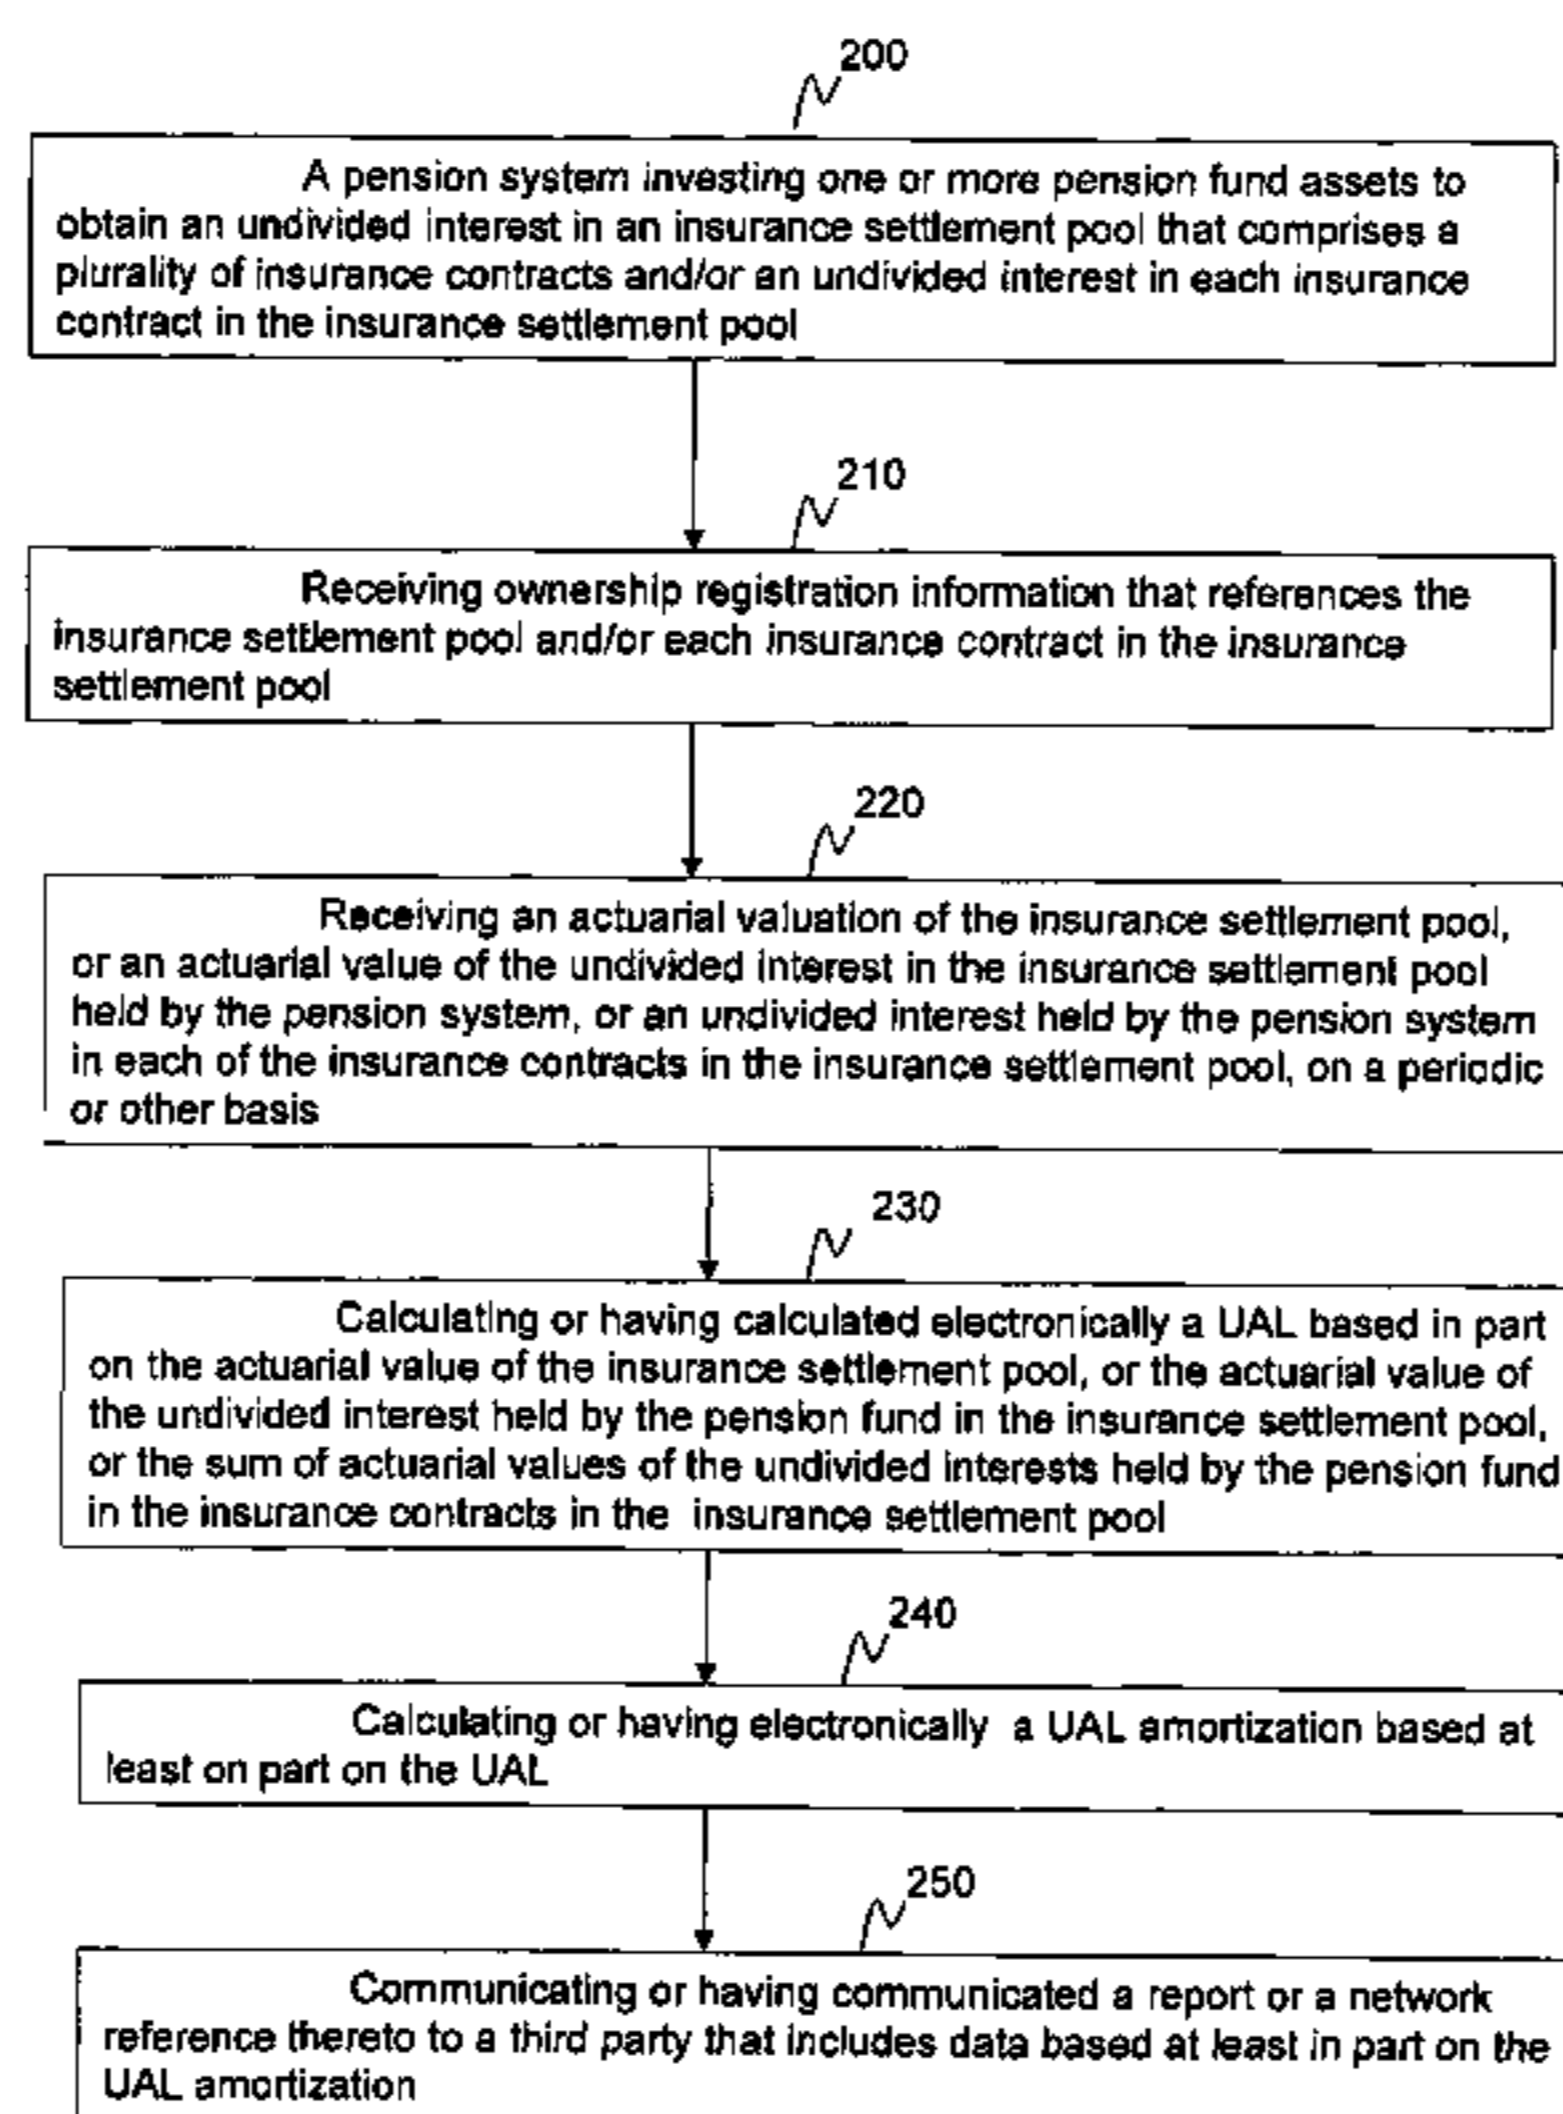 200
A pension system investing one or more pension fund assets to
obtain an undivided interest in an insurance settlement pool that comprises a
plurality of insurance contracts and/or an undivided interest in each insurance
contract in the insurance settlement pool
210
Receiving ownership registration information that references the
insurance settlement pool and/or each insurance contract in the insurance
settlement pool
220
Receiving an actuarial valuation of the insurance settlement pool,
or an actuarial value of the undivided interest in the insurance settlement pool
held by the pension system, or an undivided interest held by the pension system
in each of the insurance contracts in the insurance settlement pool, on a periodic
or other basis
230
Calculating or having calculated electronically a UAL based in part
on the actuarial value of the insurance settlement pool, or the actuarial value of
the undivided interest held by the pension fund in the insurance settlement pool,
or the sum of actuarial values of the undivided interests held by the pension fund
in the insurance contracts in the insurance settlement pool
240
Calculating or having electronically a UAL amortization based at
least on part on the UAL
250
Communicating or having communicated a report or a network
reference thereto to a third party that includes data based at least in part on the
UAL amortization